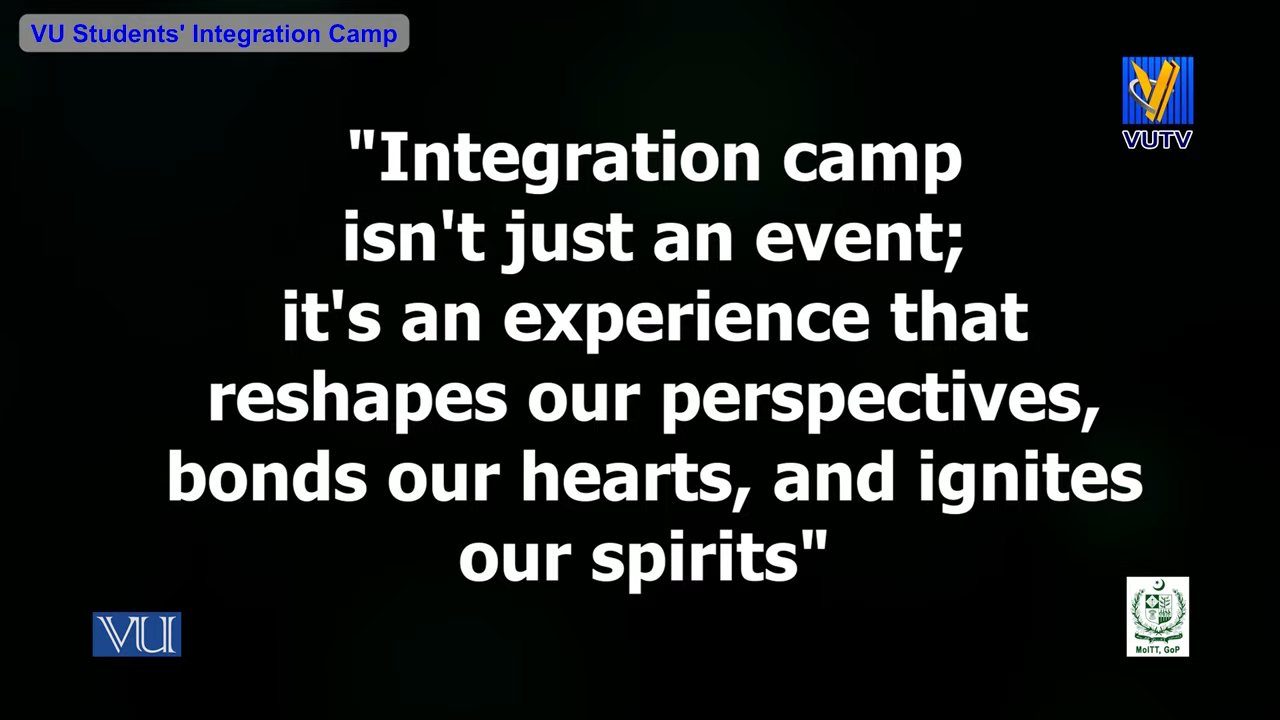 VU Students' Integration Camp
VUTV
"Integration camp
isn't just an event;
it's an experience that
reshapes our perspectives,
bonds our hearts, and ignites
our spirits"
VU
MoITT, GoP